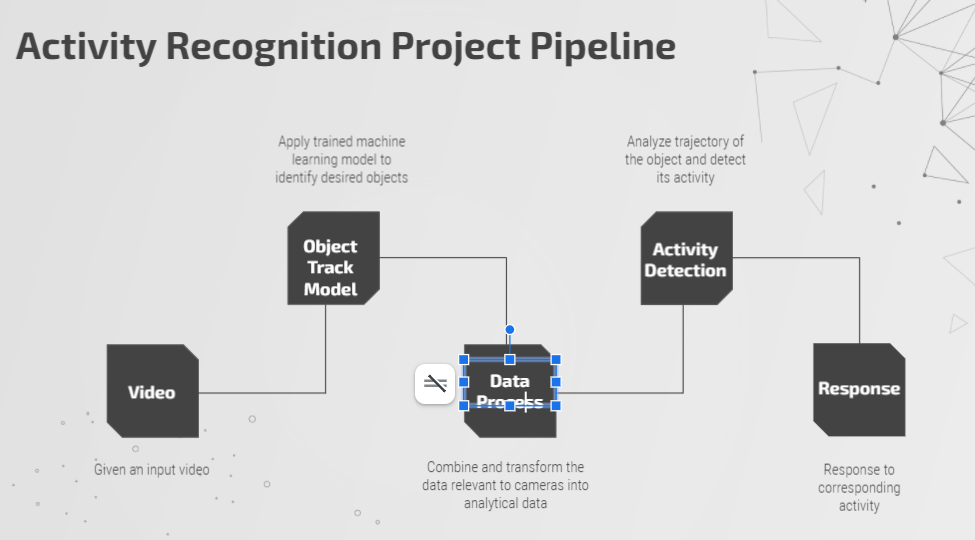 Activity Recognition Project Pipeline
Apply trained machine
learning model to
identify desired objects
Analyze trajectory of
the object and detect
its activity
Object
Track
Model
Activity
Detection
Video
Data
Process
Response
Given an input video
Combine and transform the
data relevant to cameras into
analytical data
Response to
corresponding
activity